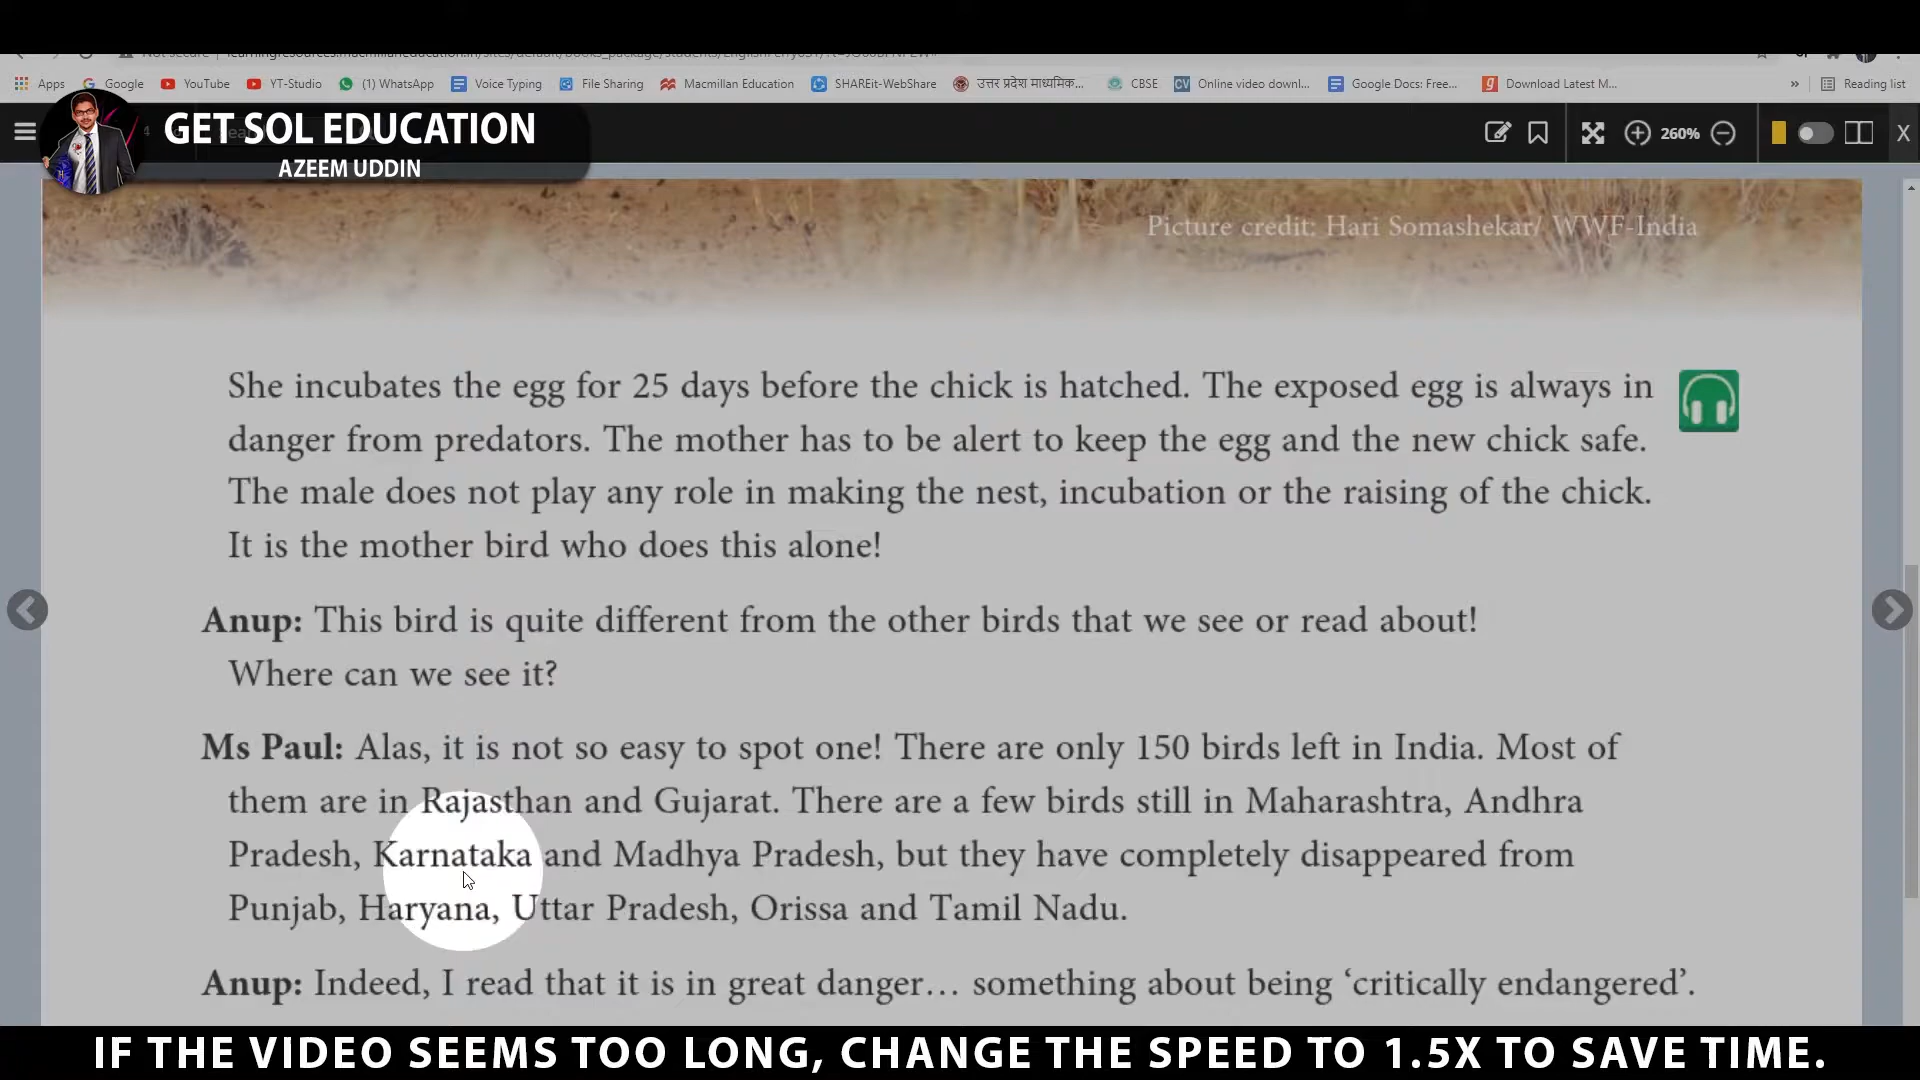 Apps Google YouTube YT-Studio (1) WhatsApp Voice Typing File Sharing Macmillan Education SHAREit-WebShare उत्तर प्रदेश माध्यमिक... CBSE Online video downl... Google Docs: Free... Download Latest M... » Reading list
GET SOL EDUCATION
AZEEM UDDIN
260%
X
Picture credit: Hari Somashekar/ WWF-India
She incubates the egg for 25 days before the chick is hatched. The exposed egg is always in
danger from predators. The mother has to be alert to keep the egg and the new chick safe.
The male does not play any role in making the nest, incubation or the raising of the chick.
It is the mother bird who does this alone!
Anup: This bird is quite different from the other birds that we see or read about!
Where can we see it?
Ms Paul: Alas, it is not so easy to spot one! There are only 150 birds left in India. Most of
them are in Rajasthan and Gujarat. There are a few birds still in Maharashtra, Andhra
Pradesh, Karnataka and Madhya Pradesh, but they have completely disappeared from
Punjab, Haryana, Uttar Pradesh, Orissa and Tamil Nadu.
Anup: Indeed, I read that it is in great danger… something about being ‘critically endangered’.
IF THE VIDEO SEEMS TOO LONG, CHANGE THE SPEED TO 1.5X TO SAVE TIME.